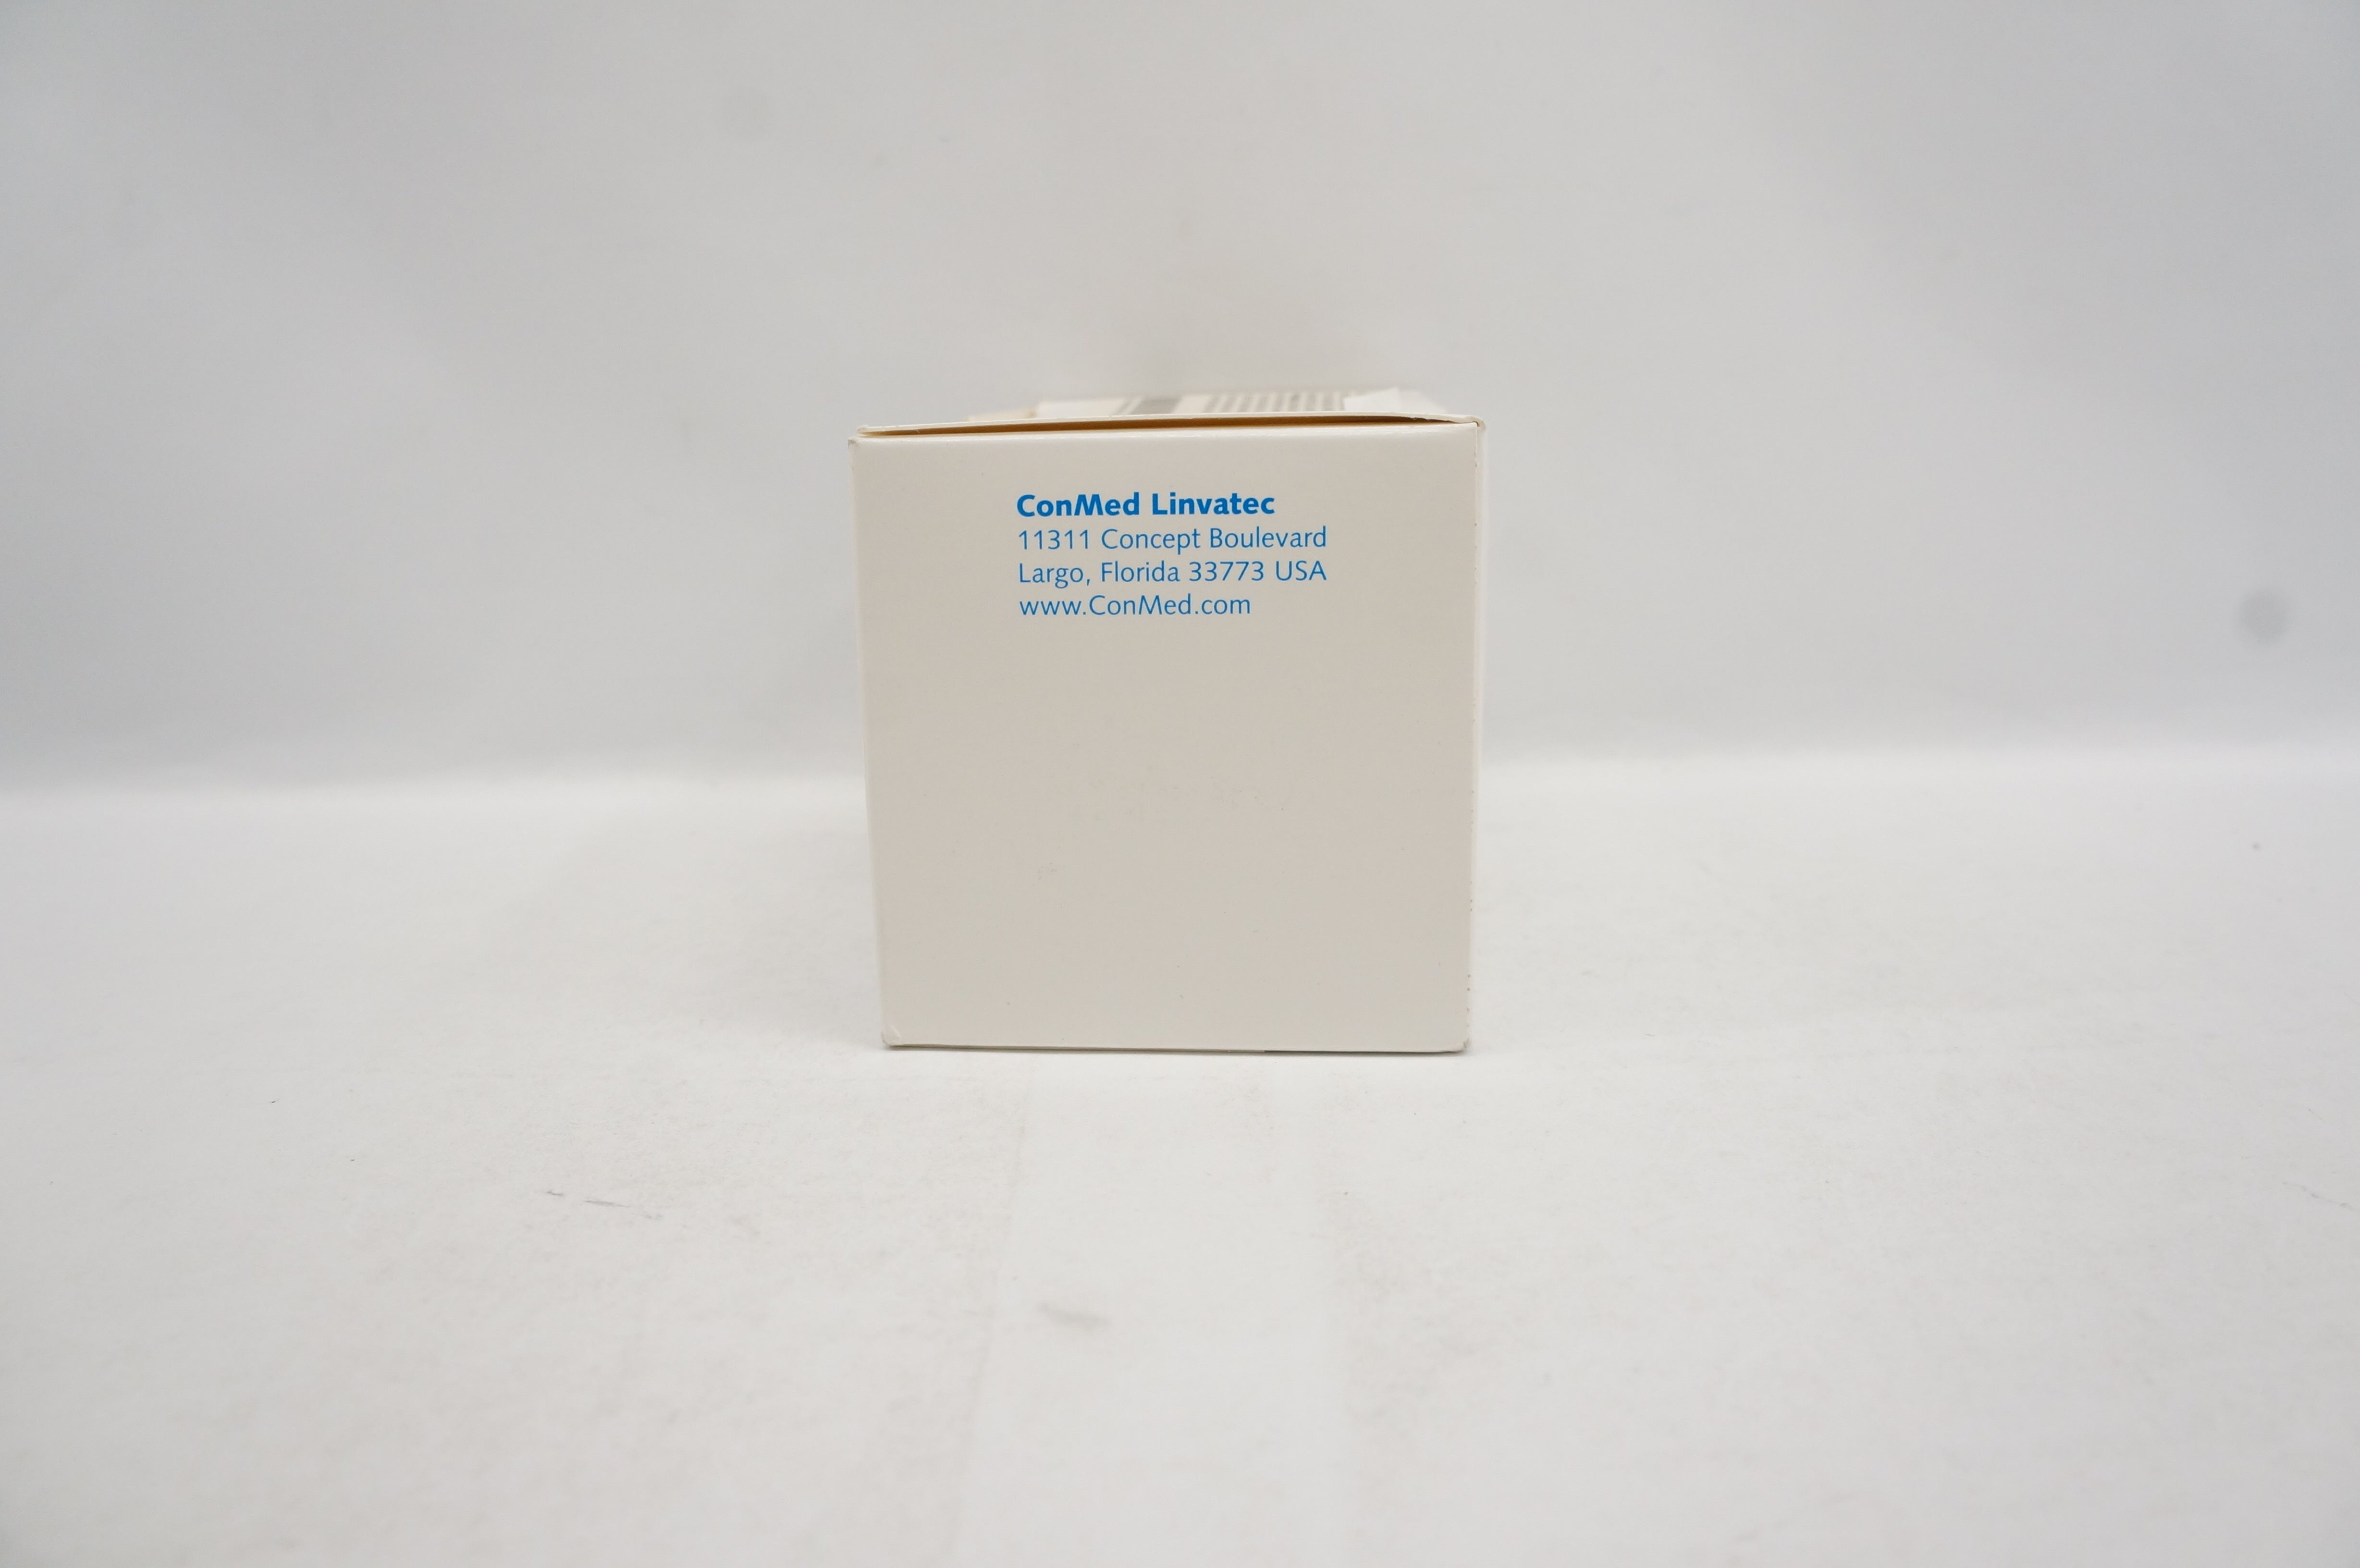 ConMed Linvatec
11311 Concept Boulevard
Largo, Florida 33773 USA
www.ConMed.com